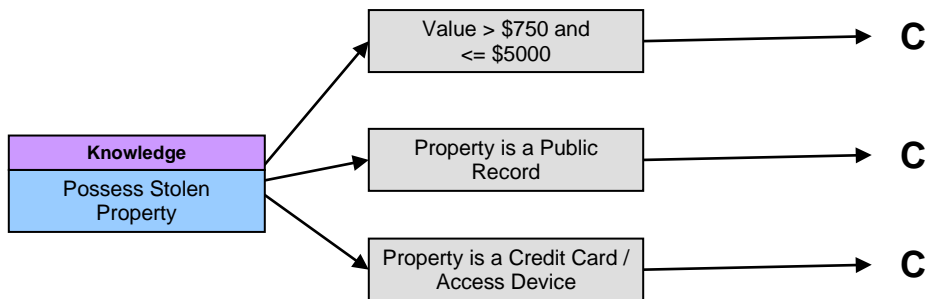 Value > $750 and
<= $5000
C
Knowledge
Possess Stolen
Property
Property is a Public
Record
C
Property is a Credit Card /
Access Device
C